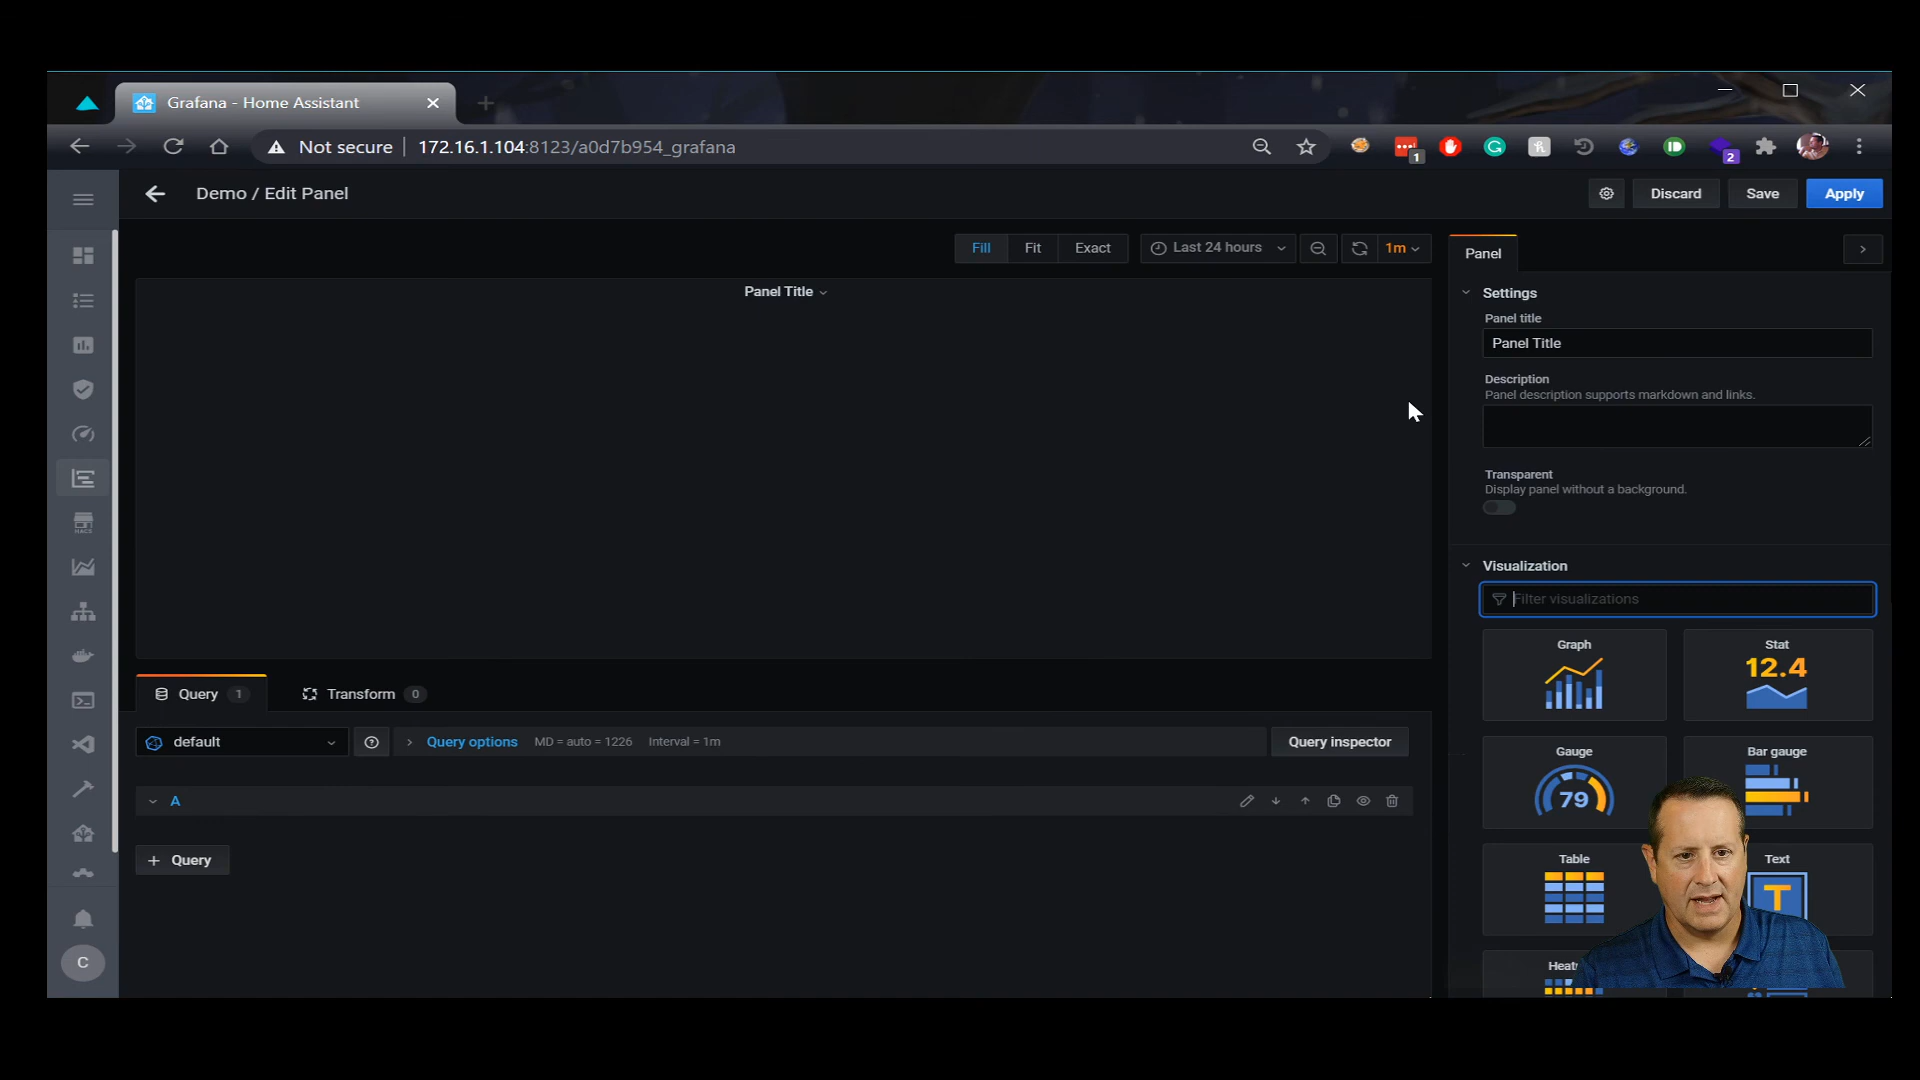 Grafana - Home Assistant
Not secure
172.16.1.104:8123/a0d7b954_grafana
1
2
Demo / Edit Panel
Discard
Save
Apply
Fill
Fit
Exact
Last 24 hours
1m
Panel
Panel Title
Settings
Panel title
Panel Title
Description
Panel description supports markdown and links.
Transparent
Display panel without a background.
Visualization
Filter visualizations
Graph
Stat
12.4
Gauge
79
Bar gauge
Table
Text
T
Query 1
Transform 0
default
Query options
MD = auto = 1226
Interval = 1m
Query inspector
A
+ Query
HACS
C